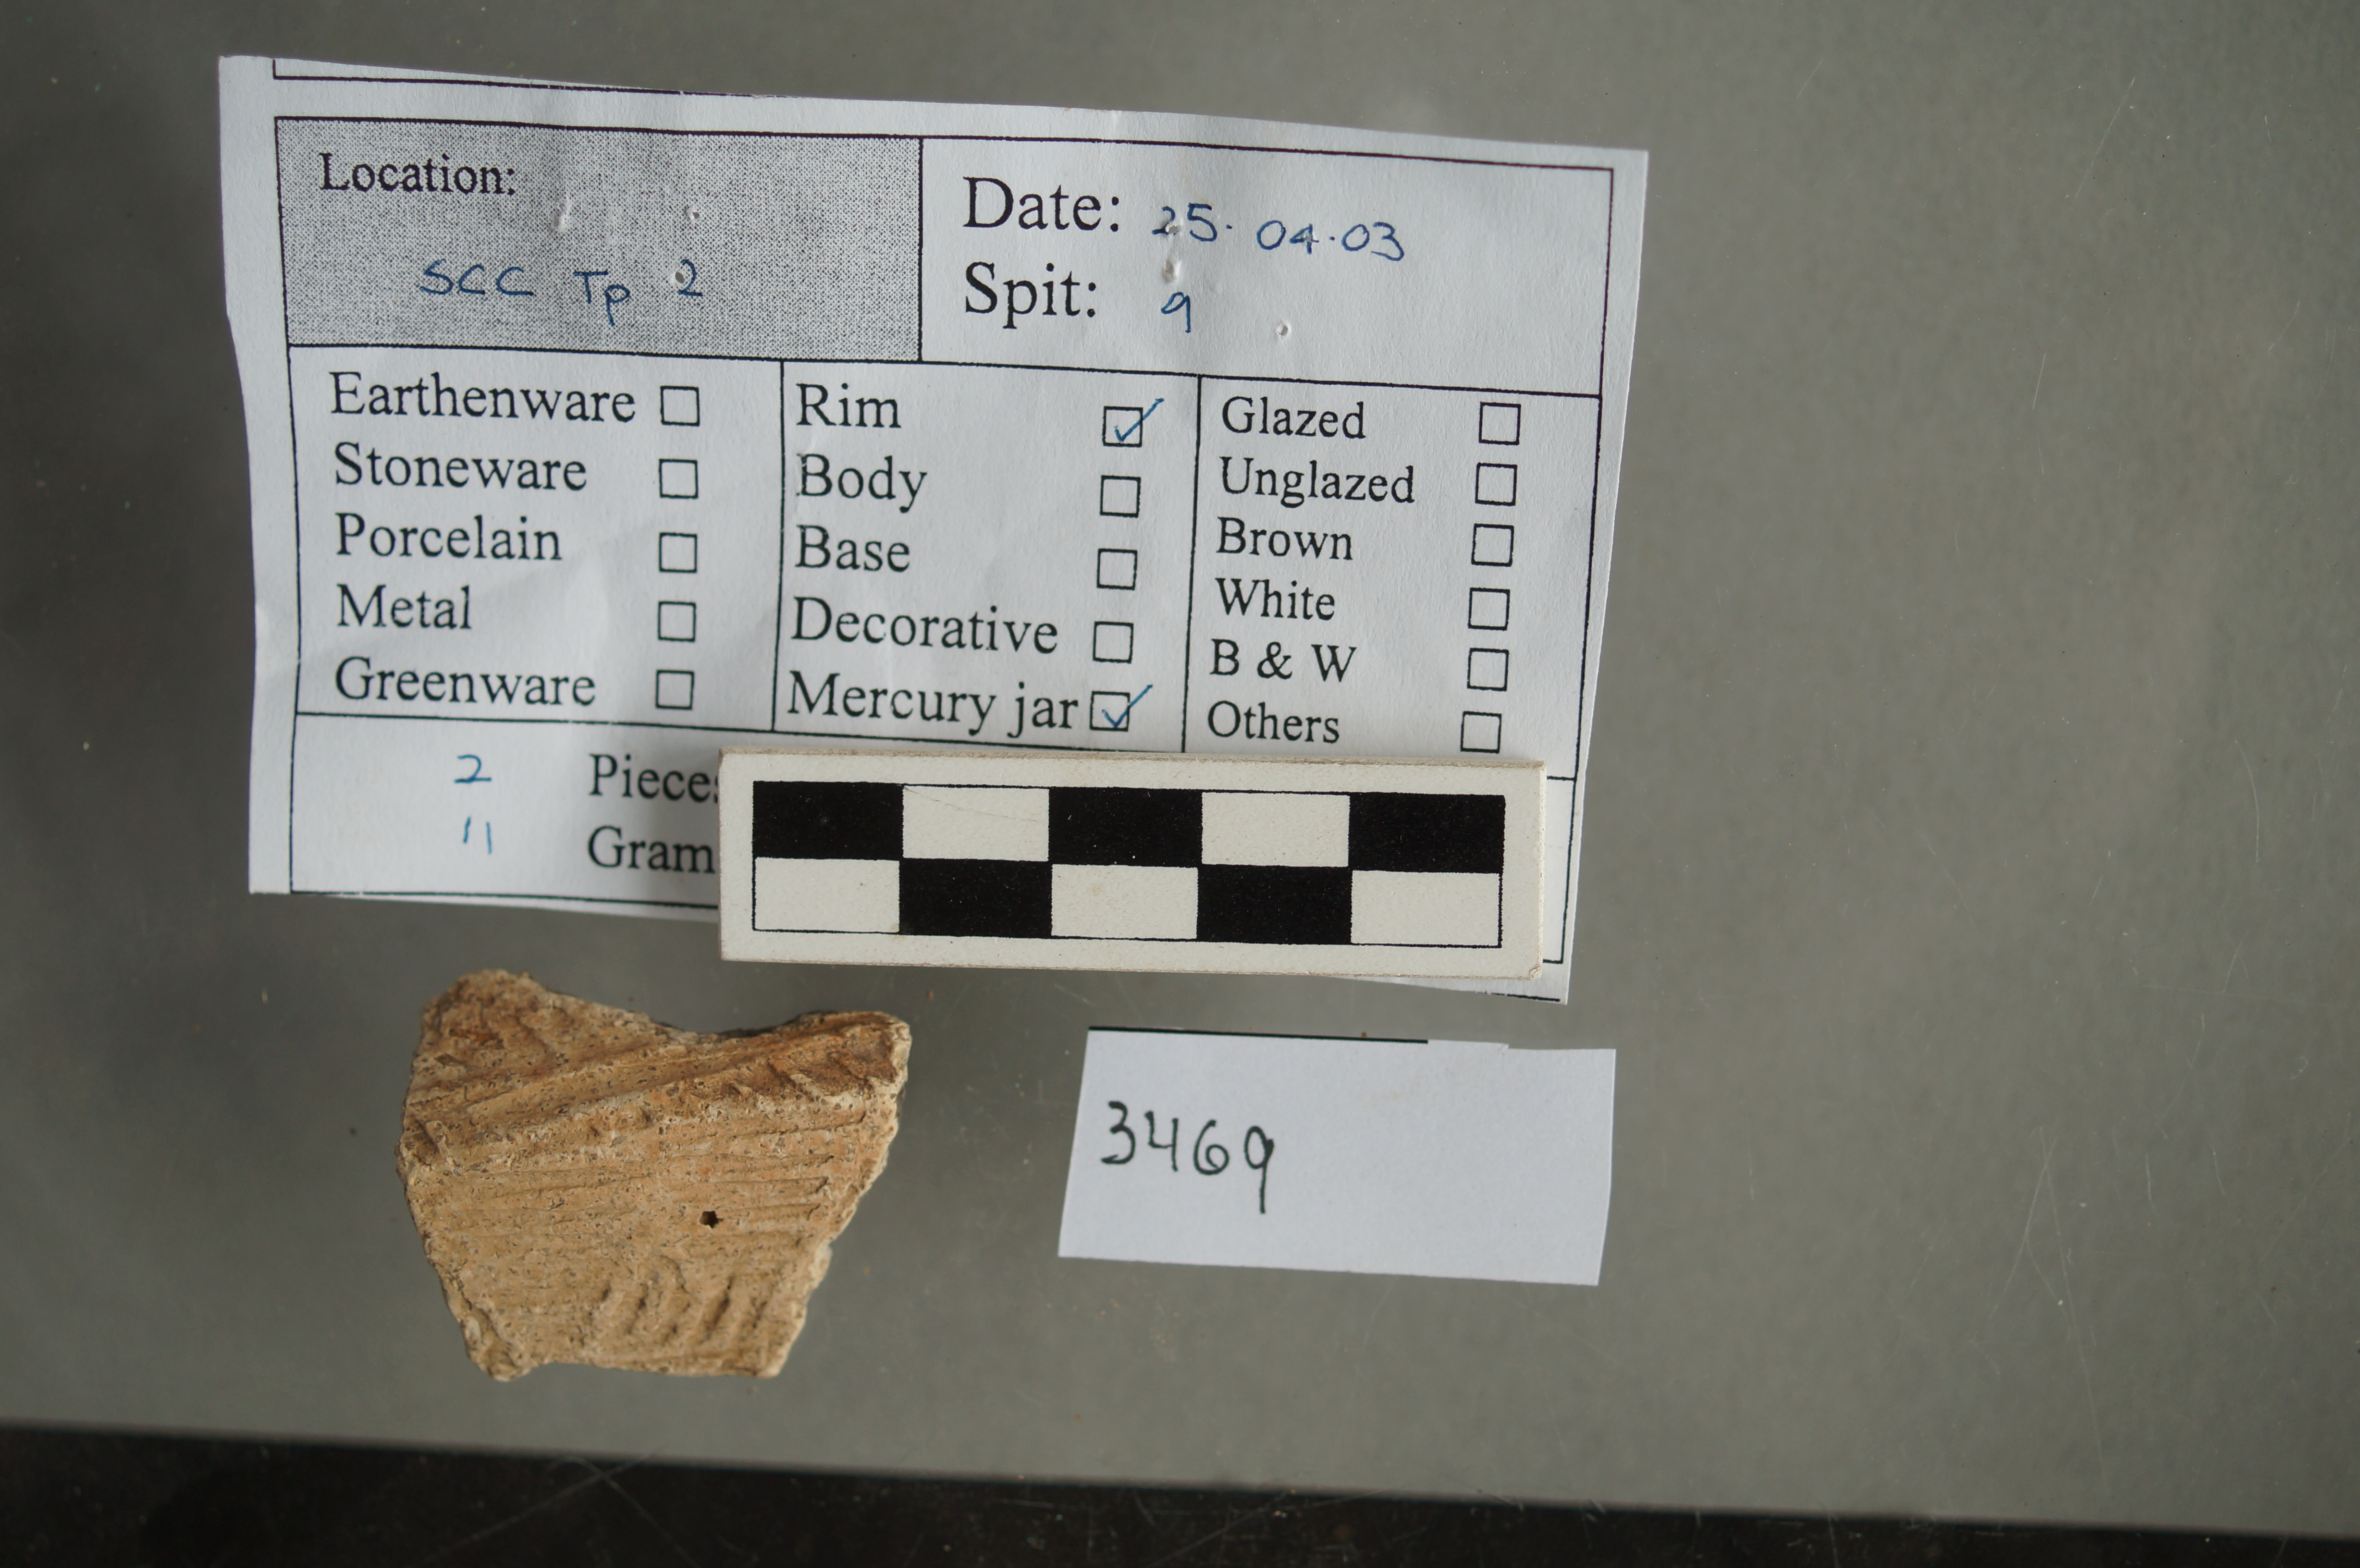 Location:
SCC TP 2
Date: 25.04.03
Spit: 9
Earthenware ☐ Rim ☑ Glazed ☐
Stoneware ☐ Body ☐ Unglazed ☐
Porcelain ☐ Base ☐ Brown ☐
Metal ☐ Decorative ☐ White ☐
Greenware ☐ Mercury jar ☑ B & W ☐
Others ☐
2 Piece
11 Gram
3469